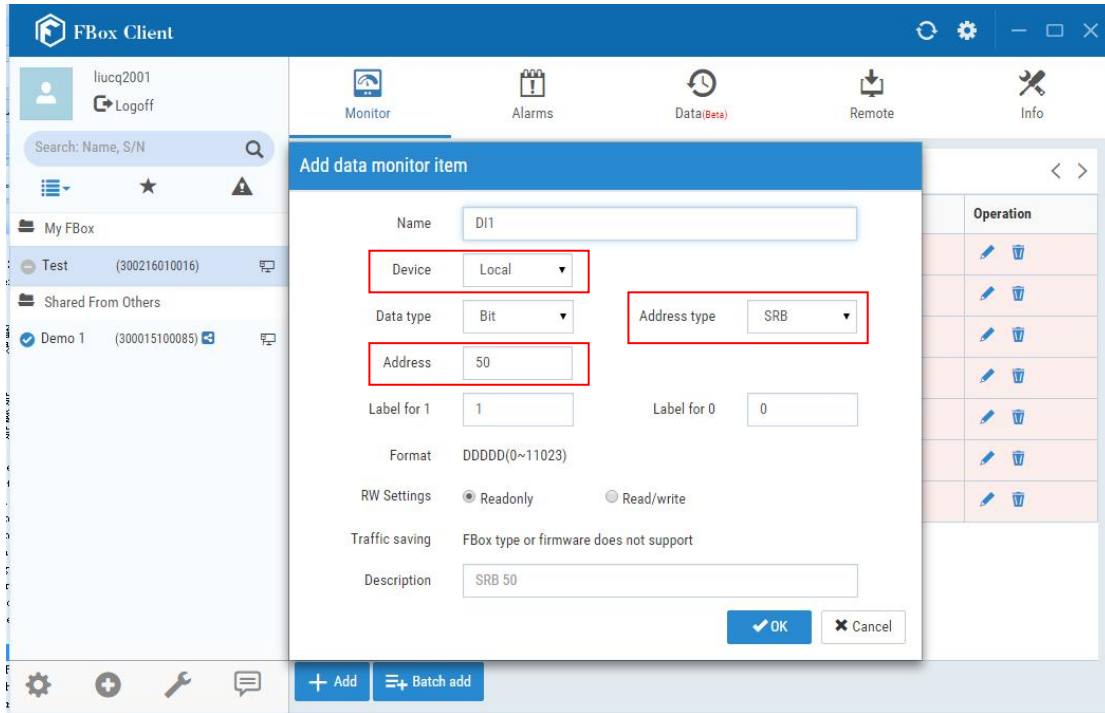 FBox Client
liucq2001
Logoff
Search: Name, S/N
My FBox
Test (300216010016)
Shared From Others
Demo 1 (300015100085)
Monitor Alarms Data(Beta) Remote Info
Add data monitor item
Name DI1
Device Local
Data type Bit Address type SRB
Address 50
Label for 1 1 Label for 0 0
Format DDDDD(0~11023)
RW Settings Readonly Read/write
Traffic saving FBox type or firmware does not support
Description SRB 50
OK Cancel
Operation
Add Batch add